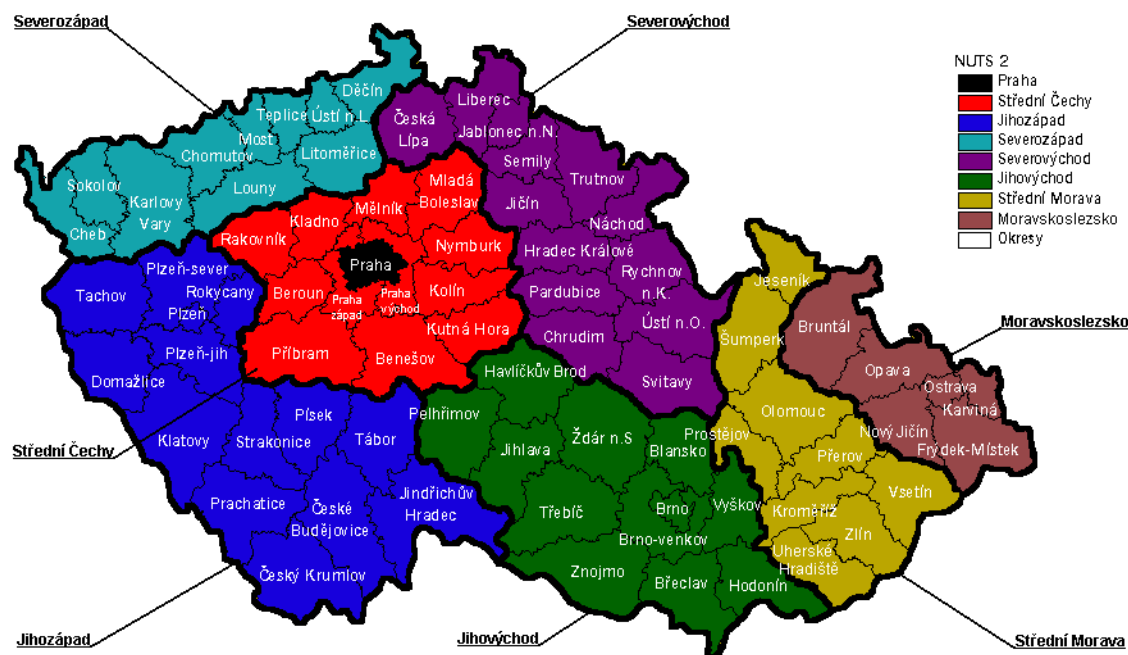 Severozápad
Severovýchod
NUTS 2
Praha
Střední Čechy
Jihozápad
Severozápad
Severovýchod
Jihovýchod
Střední Morava
Moravskoslezsko
Okresy
Děčín
Teplice
Ústí n.L.
Most
Chomutov
Litoměřice
Sokolov
Louny
Karlovy
Vary
Cheb
Liberec
Česká
Lípa
Jablonec n.N.
Semily
Trutnov
Jičín
Náchod
Hradec Králové
Rychnov
n.K.
Pardubice
Ústí n.O.
Chrudim
Svitavy
Mladá
Boleslav
Mělník
Kladno
Rakovník
Nymburk
Praha
Beroun
Praha
západ
Praha
východ
Kolín
Kutná Hora
Příbram
Benešov
Plzeň-sever
Tachov
Rokycany
Plzeň
Plzeň-jih
Domažlice
Klatovy
Písek
Strakonice
Tábor
Prachatice
České
Budějovice
Jindřichův
Hradec
Český Krumlov
Havlíčkův Brod
Pelhřimov
Jihlava
Ždár n.S
Blansko
Třebíč
Brno
Vyškov
Brno-venkov
Znojmo
Břeclav
Hodonín
Jeseník
Šumperk
Olomouc
Prostějov
Přerov
Kroměříž
Vsetín
Zlín
Uherské
Hradiště
Bruntál
Opava
Ostrava
Karviná
Nový Jičín
Frýdek-Místek
Moravskoslezsko
Střední Čechy
Jihozápad
Jihovýchod
Střední Morava